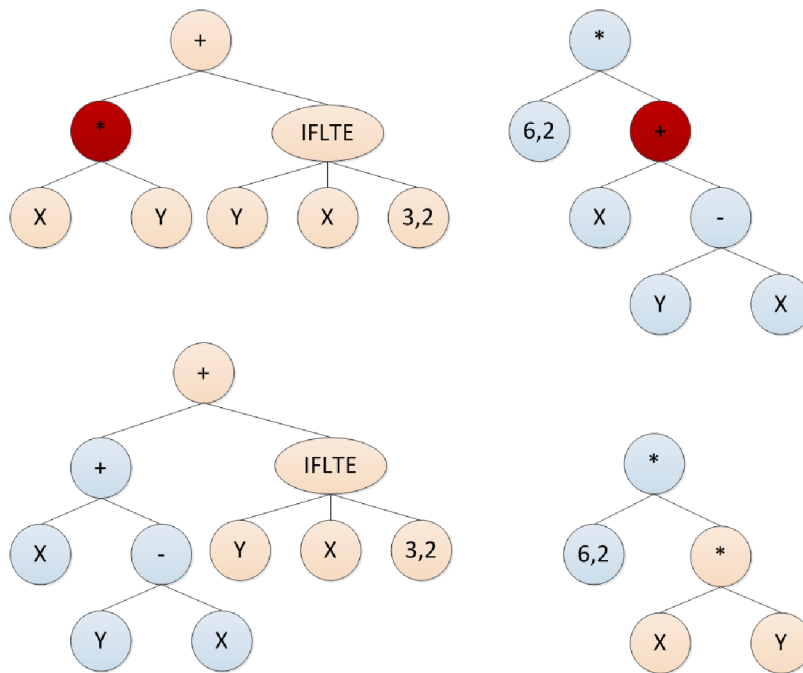 + *
* IFLTE 6,2 +
X Y Y X 3,2 X -
Y X
+
+ IFLTE *
X - Y X 3,2 6,2 *
Y X X Y